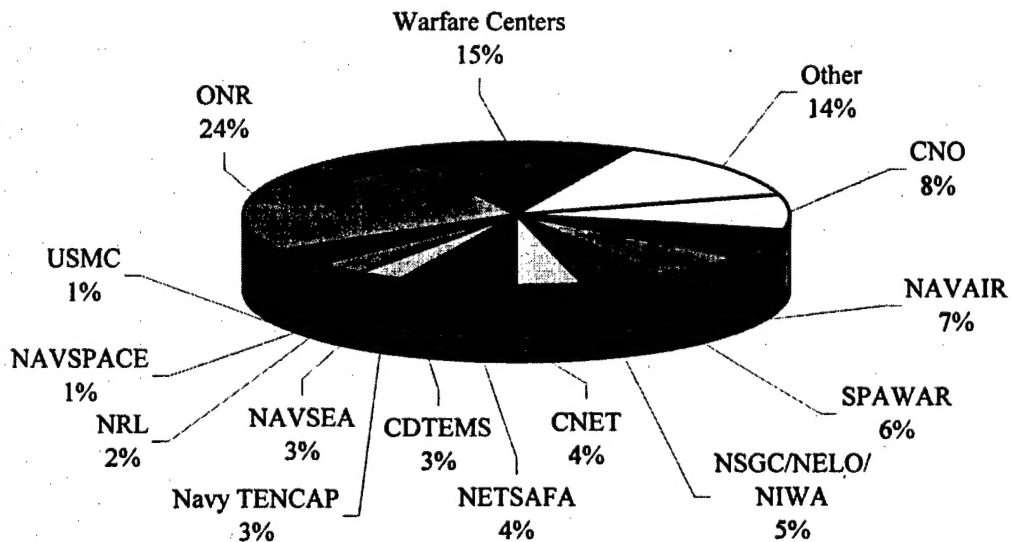 Warfare Centers
15%
Other
14%
ONR
24%
CNO
8%
USMC
1%
NAVAIR
7%
NAVSPACE
1%
SPAWAR
6%
NRL
2%
NAVSEA
3%
CDTEMS
3%
CNET
4%
NSGC/NELO/
NIWA
5%
Navy TENCAP
3%
NETSAFA
4%